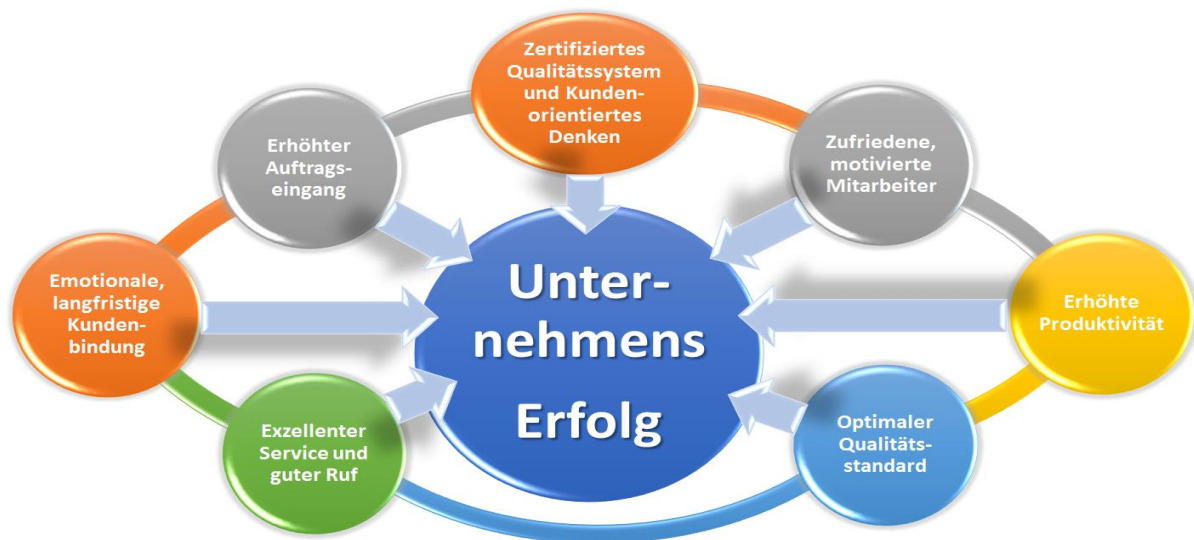 Zertifiziertes
Qualitätssystem
und Kunden-
orientiertes
Denken
Zufriedene,
motivierte
Mitarbeiter
Erhöhte
Produktivität
Optimaler
Qualitäts-
standard
Exzellenter
Service und
guter Ruf
Emotionale,
langfristige
Kunden-
bindung
Erhöhter
Auftrags-
eingang
Unter-
nehmens
Erfolg